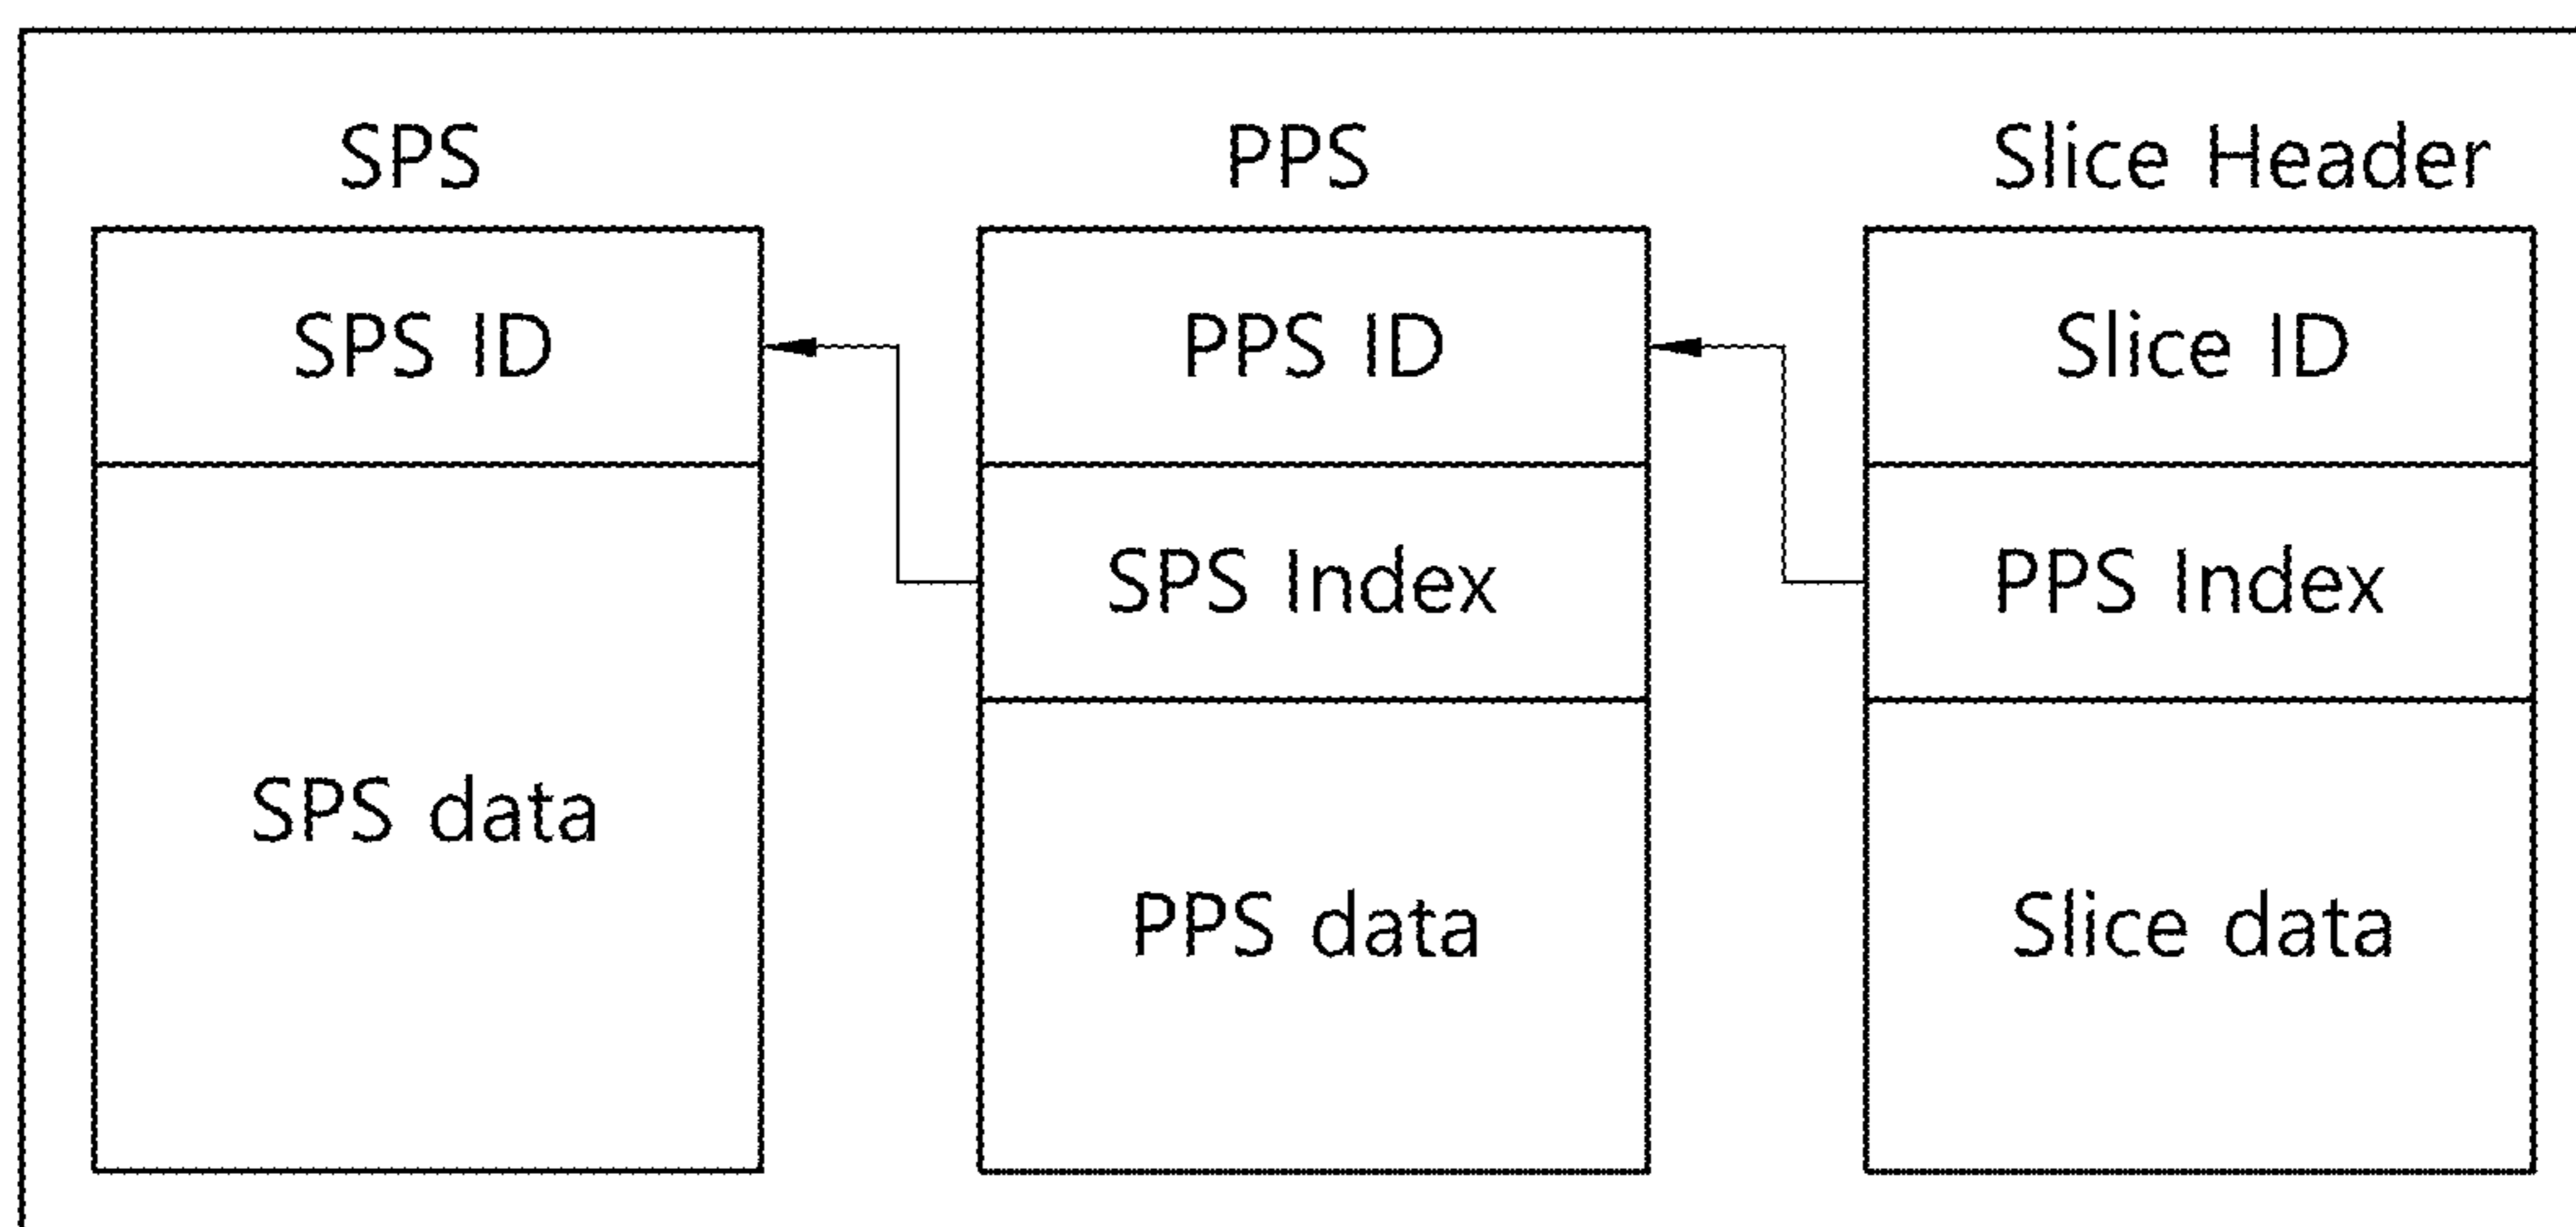 SPS
SPS ID
SPS data
PPS
PPS ID
SPS Index
PPS data
Slice Header
Slice ID
PPS Index
Slice data